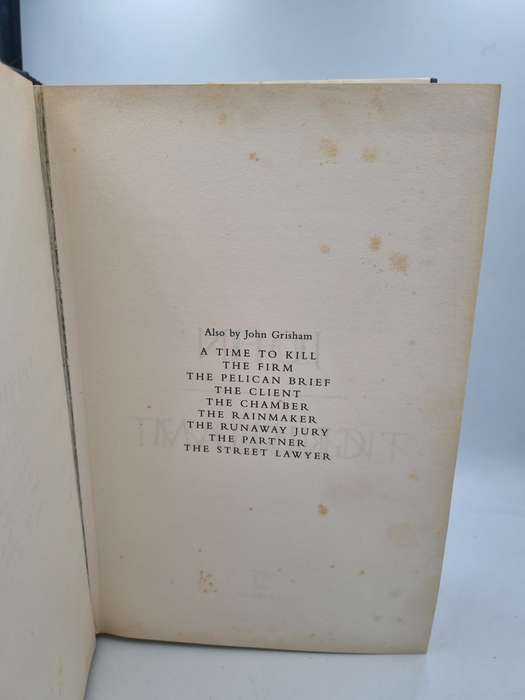 Also by John Grisham
A TIME TO KILL
THE FIRM
THE PELICAN BRIEF
THE CLIENT
THE CHAMBER
THE RAINMAKER
THE RUNAWAY JURY
THE PARTNER
THE STREET LAWYER